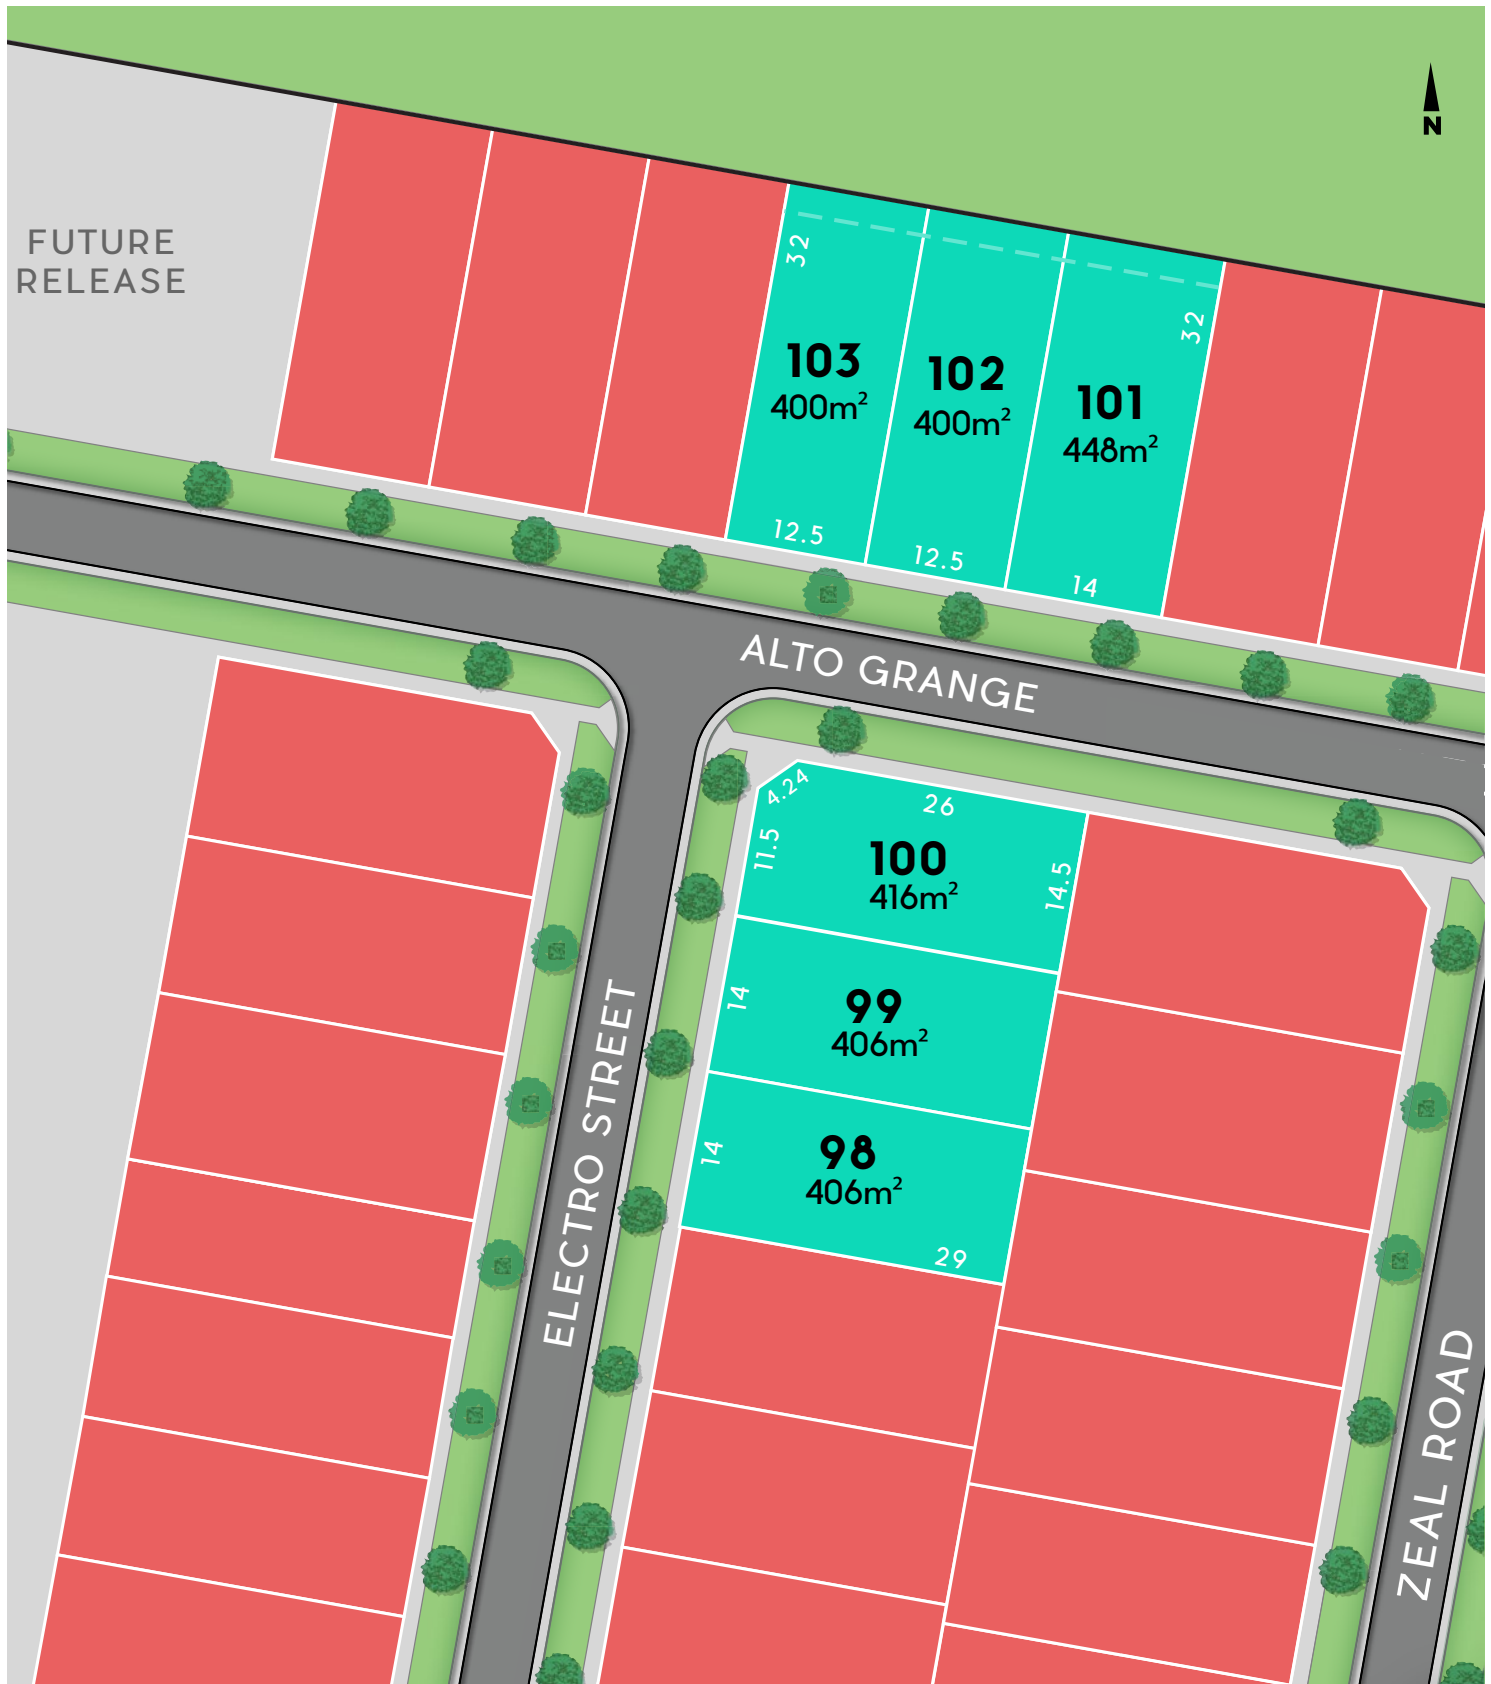 N
FUTURE
RELEASE
32
32
103
400m²
102
400m²
101
448m²
12.5
12.5
14
ALTO GRANGE
4.24
26
11.5
100
416m²
14.5
14
99
406m²
14
98
406m²
29
ELECTRO STREET
ZEAL ROAD